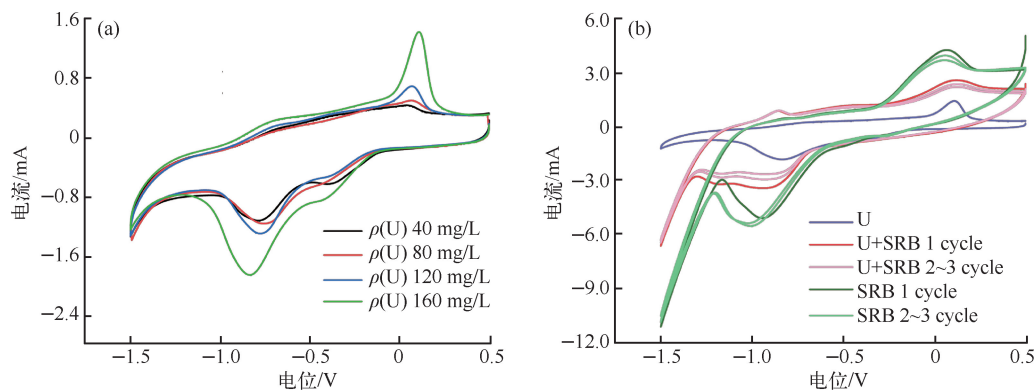 (a)
1.6
0.8
0
−0.8
−1.6
−2.4
电流/mA
−1.5
−1.0
−0.5
0
0.5
电位/V
ρ(U) 40 mg/L
ρ(U) 80 mg/L
ρ(U) 120 mg/L
ρ(U) 160 mg/L
(b)
6.0
3.0
0
−3.0
−6.0
−9.0
−12.0
电流/mA
−1.5
−1.0
−0.5
0
0.5
电位/V
U
U+SRB 1 cycle
U+SRB 2~3 cycle
SRB 1 cycle
SRB 2~3 cycle